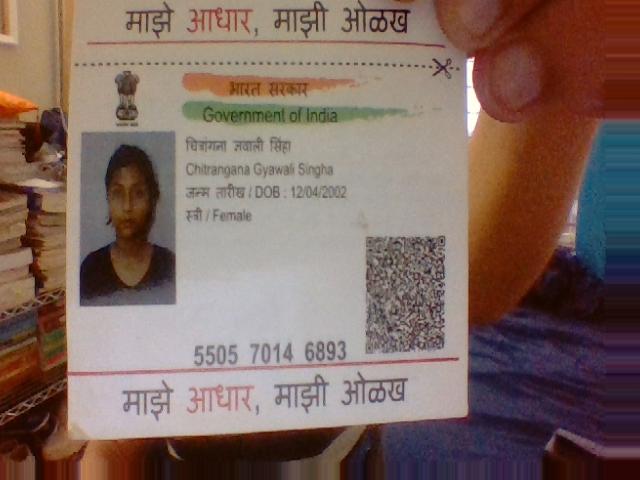 माझे आधार, माझी ओळख
भारत सरकार
Government of India
चित्रांगना ज्ञवाली सिंहा
Chitrangana Gyawali Singha
जन्म तारीख / DOB : 12/04/2002
स्त्री / Female
5505 7014 6893
माझे आधार, माझी ओळख